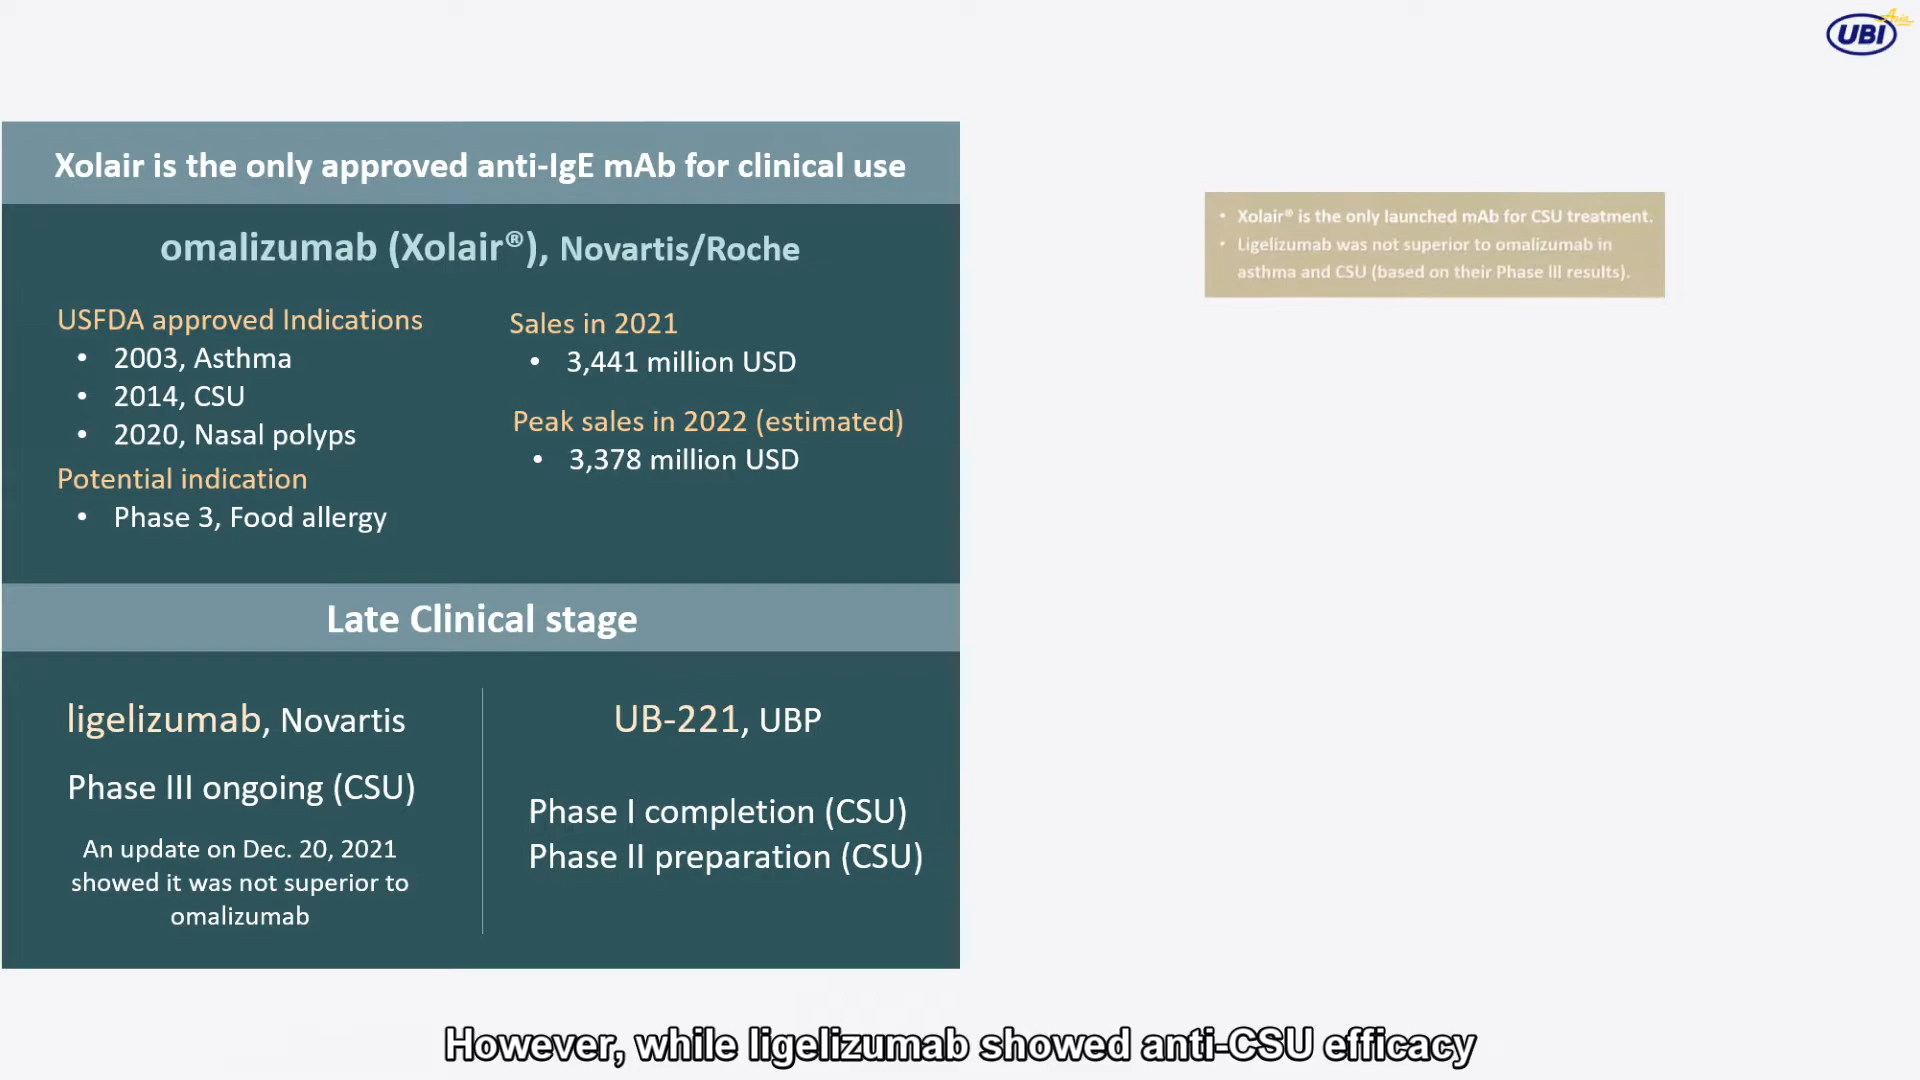 UBI Asia
Xolair is the only approved anti-IgE mAb for clinical use
omalizumab (Xolair®), Novartis/Roche
USFDA approved Indications
• 2003, Asthma
• 2014, CSU
• 2020, Nasal polyps
Potential indication
• Phase 3, Food allergy
Sales in 2021
• 3,441 million USD
Peak sales in 2022 (estimated)
• 3,378 million USD
Late Clinical stage
ligelizumab, Novartis
Phase III ongoing (CSU)
An update on Dec. 20, 2021
showed it was not superior to
omalizumab
UB-221, UBP
Phase I completion (CSU)
Phase II preparation (CSU)
• Xolair® is the only launched mAb for CSU treatment.
• Ligelizumab was not superior to omalizumab in
asthma and CSU (based on their Phase III results).
However, while ligelizumab showed anti-CSU efficacy